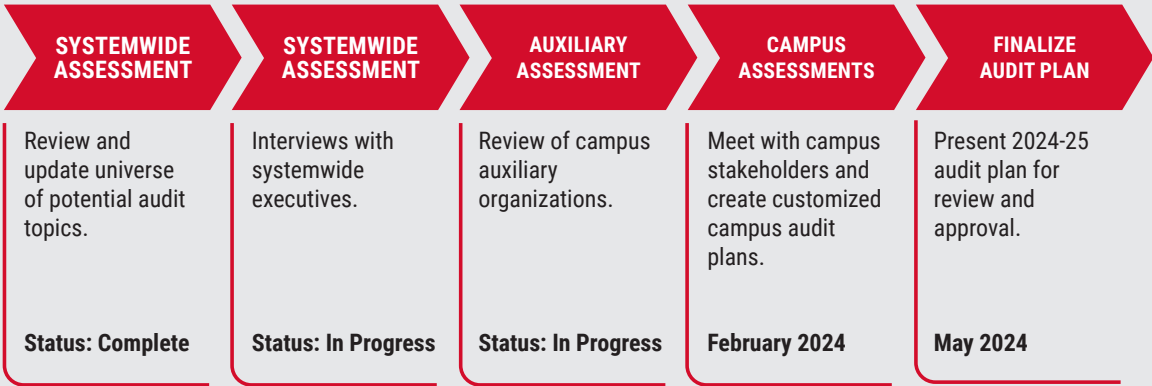 SYSTEMWIDE
ASSESSMENT
Review and
update universe
of potential audit
topics.
Status: Complete
SYSTEMWIDE
ASSESSMENT
Interviews with
systemwide
executives.
Status: In Progress
AUXILIARY
ASSESSMENT
Review of campus
auxiliary
organizations.
Status: In Progress
CAMPUS
ASSESSMENTS
Meet with campus
stakeholders and
create customized
campus audit
plans.
February 2024
FINALIZE
AUDIT PLAN
Present 2024-25
audit plan for
review and
approval.
May 2024